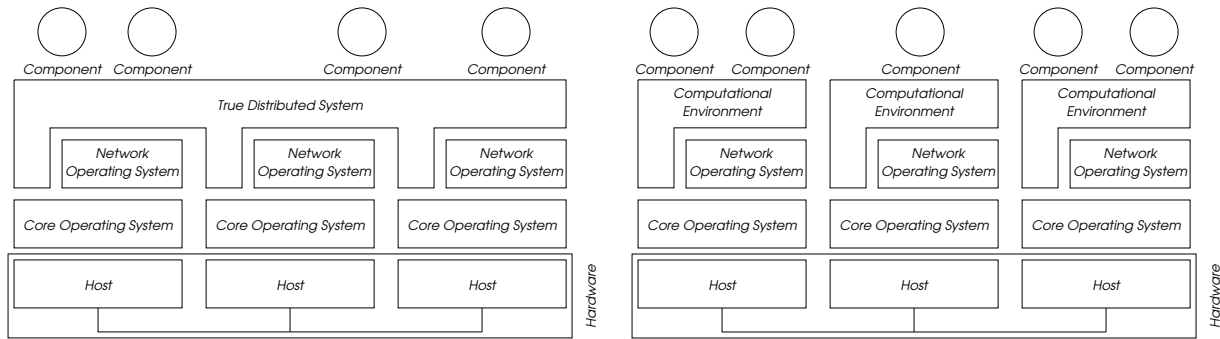 Component Component Component Component
True Distributed System
Network Network Network
Operating System Operating System Operating System
Core Operating System Core Operating System Core Operating System
Host Host Host
Hardware
Component Component Component Component Component
Computational Computational Computational
Environment Environment Environment
Network Network Network
Operating System Operating System Operating System
Core Operating System Core Operating System Core Operating System
Host Host Host
Hardware